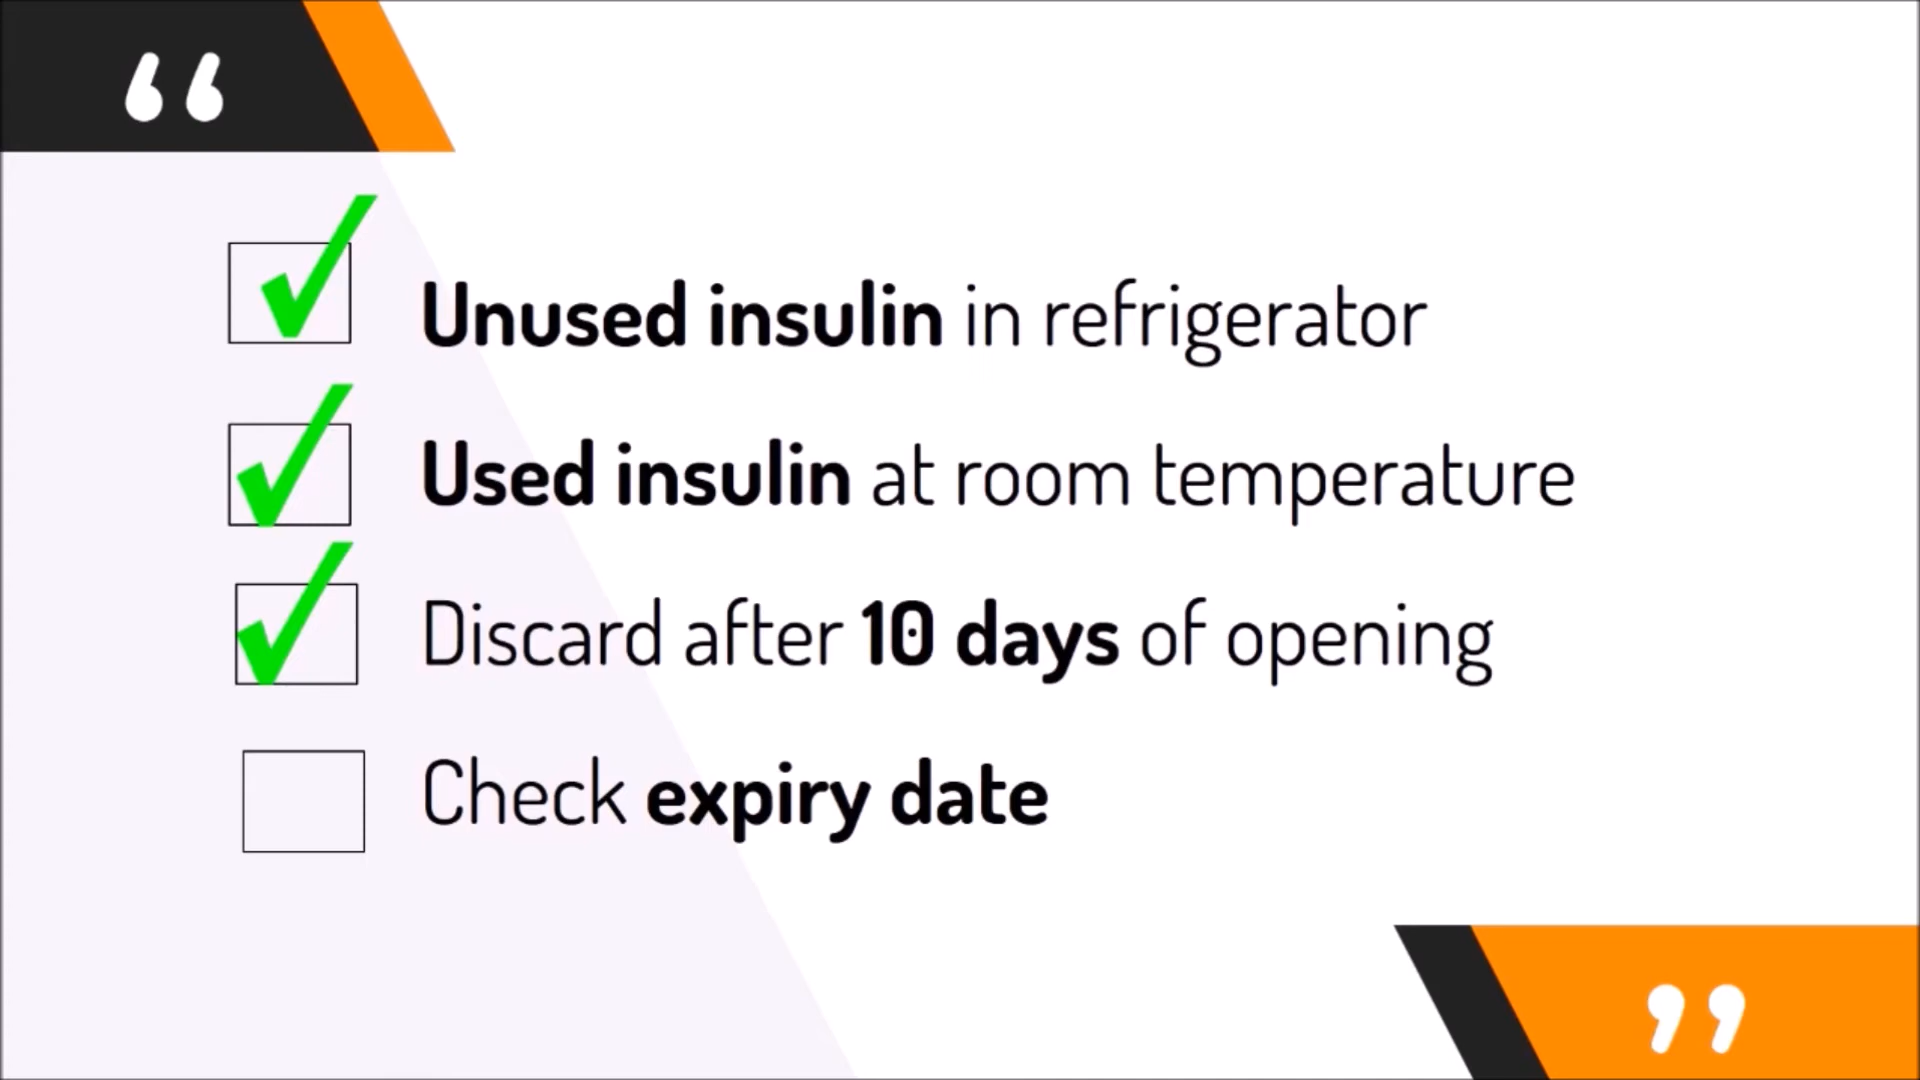 “
Unused insulin in refrigerator
Used insulin at room temperature
Discard after 10 days of opening
Check expiry date
”